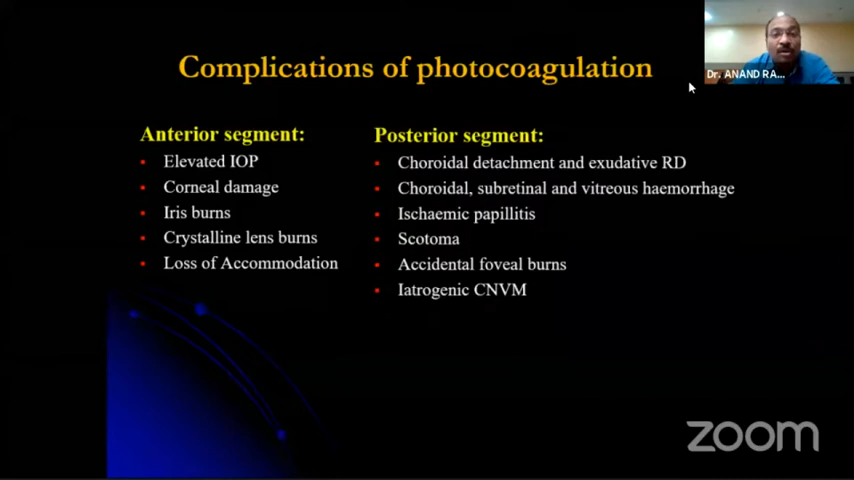 Complications of photocoagulation
Dr. ANAND RA...
Anterior segment:
Elevated IOP
Corneal damage
Iris burns
Crystalline lens burns
Loss of Accommodation
Posterior segment:
Choroidal detachment and exudative RD
Choroidal, subretinal and vitreous haemorrhage
Ischaemic papillitis
Scotoma
Accidental foveal burns
Iatrogenic CNVM
zoom